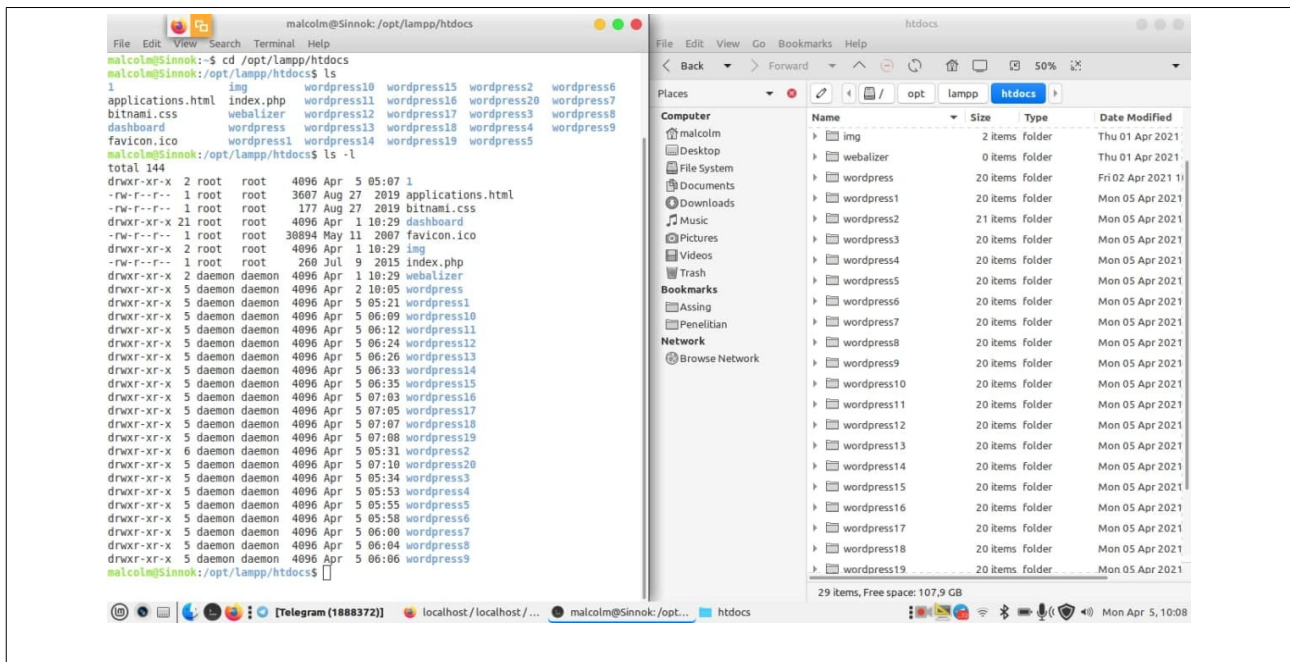 malcolm@Sinnok: /opt/lampp/htdocs
File Edit View Search Terminal Help
malcolm@Sinnok:~$ cd /opt/lampp/htdocs
malcolm@Sinnok:/opt/lampp/htdocs$ ls
1 img wordpress10 wordpress15 wordpress2 wordpress6
applications.html index.php wordpress11 wordpress16 wordpress20 wordpress7
bitnami.css webalizer wordpress12 wordpress17 wordpress3 wordpress8
dashboard wordpress wordpress13 wordpress18 wordpress4 wordpress9
favicon.ico wordpress1 wordpress14 wordpress19 wordpress5
malcolm@Sinnok:/opt/lampp/htdocs$ ls -l
total 144
drwxr-xr-x 2 root root 4096 Apr 5 05:07 1
-rw-r--r-- 1 root root 3607 Aug 27 2019 applications.html
-rw-r--r-- 1 root root 177 Aug 27 2019 bitnami.css
drwxr-xr-x 21 root root 4096 Apr 1 10:29 dashboard
-rw-r--r-- 1 root root 30894 May 11 2007 favicon.ico
drwxr-xr-x 2 root root 4096 Apr 1 10:29 img
-rw-r--r-- 1 root root 260 Jul 9 2015 index.php
drwxr-xr-x 2 daemon daemon 4096 Apr 1 10:29 webalizer
drwxr-xr-x 5 daemon daemon 4096 Apr 2 10:05 wordpress
drwxr-xr-x 5 daemon daemon 4096 Apr 5 05:21 wordpress1
drwxr-xr-x 5 daemon daemon 4096 Apr 5 06:09 wordpress10
drwxr-xr-x 5 daemon daemon 4096 Apr 5 06:12 wordpress11
drwxr-xr-x 5 daemon daemon 4096 Apr 5 06:24 wordpress12
drwxr-xr-x 5 daemon daemon 4096 Apr 5 06:26 wordpress13
drwxr-xr-x 5 daemon daemon 4096 Apr 5 06:33 wordpress14
drwxr-xr-x 5 daemon daemon 4096 Apr 5 06:35 wordpress15
drwxr-xr-x 5 daemon daemon 4096 Apr 5 07:03 wordpress16
drwxr-xr-x 5 daemon daemon 4096 Apr 5 07:05 wordpress17
drwxr-xr-x 5 daemon daemon 4096 Apr 5 07:07 wordpress18
drwxr-xr-x 5 daemon daemon 4096 Apr 5 07:08 wordpress19
drwxr-xr-x 6 daemon daemon 4096 Apr 5 05:31 wordpress2
drwxr-xr-x 5 daemon daemon 4096 Apr 5 07:10 wordpress20
drwxr-xr-x 5 daemon daemon 4096 Apr 5 05:34 wordpress3
drwxr-xr-x 5 daemon daemon 4096 Apr 5 05:53 wordpress4
drwxr-xr-x 5 daemon daemon 4096 Apr 5 05:55 wordpress5
drwxr-xr-x 5 daemon daemon 4096 Apr 5 05:58 wordpress6
drwxr-xr-x 5 daemon daemon 4096 Apr 5 06:00 wordpress7
drwxr-xr-x 5 daemon daemon 4096 Apr 5 06:04 wordpress8
drwxr-xr-x 5 daemon daemon 4096 Apr 5 06:06 wordpress9
malcolm@Sinnok:/opt/lampp/htdocs$
htdocs
File Edit View Go Bookmarks Help
Back Forward 50%
Places / opt lampp htdocs
Computer
malcolm
Desktop
File System
Documents
Downloads
Music
Pictures
Videos
Trash
Bookmarks
Assing
Penelitian
Network
Browse Network
Name Size Type Date Modified
img 2 items folder Thu 01 Apr 2021
webalizer 0 items folder Thu 01 Apr 2021
wordpress 20 items folder Fri 02 Apr 2021 1
wordpress1 20 items folder Mon 05 Apr 2021
wordpress2 21 items folder Mon 05 Apr 2021
wordpress3 20 items folder Mon 05 Apr 2021
wordpress4 20 items folder Mon 05 Apr 2021
wordpress5 20 items folder Mon 05 Apr 2021
wordpress6 20 items folder Mon 05 Apr 2021
wordpress7 20 items folder Mon 05 Apr 2021
wordpress8 20 items folder Mon 05 Apr 2021
wordpress9 20 items folder Mon 05 Apr 2021
wordpress10 20 items folder Mon 05 Apr 2021
wordpress11 20 items folder Mon 05 Apr 2021
wordpress12 20 items folder Mon 05 Apr 2021
wordpress13 20 items folder Mon 05 Apr 2021
wordpress14 20 items folder Mon 05 Apr 2021
wordpress15 20 items folder Mon 05 Apr 2021
wordpress16 20 items folder Mon 05 Apr 2021
wordpress17 20 items folder Mon 05 Apr 2021
wordpress18 20 items folder Mon 05 Apr 2021
wordpress19 20 items folder Mon 05 Apr 2021
29 items, Free space: 107,9 GB
[Telegram (1888372)] localhost / localhost / ... malcolm@Sinnok: /opt... htdocs Mon Apr 5, 10:08